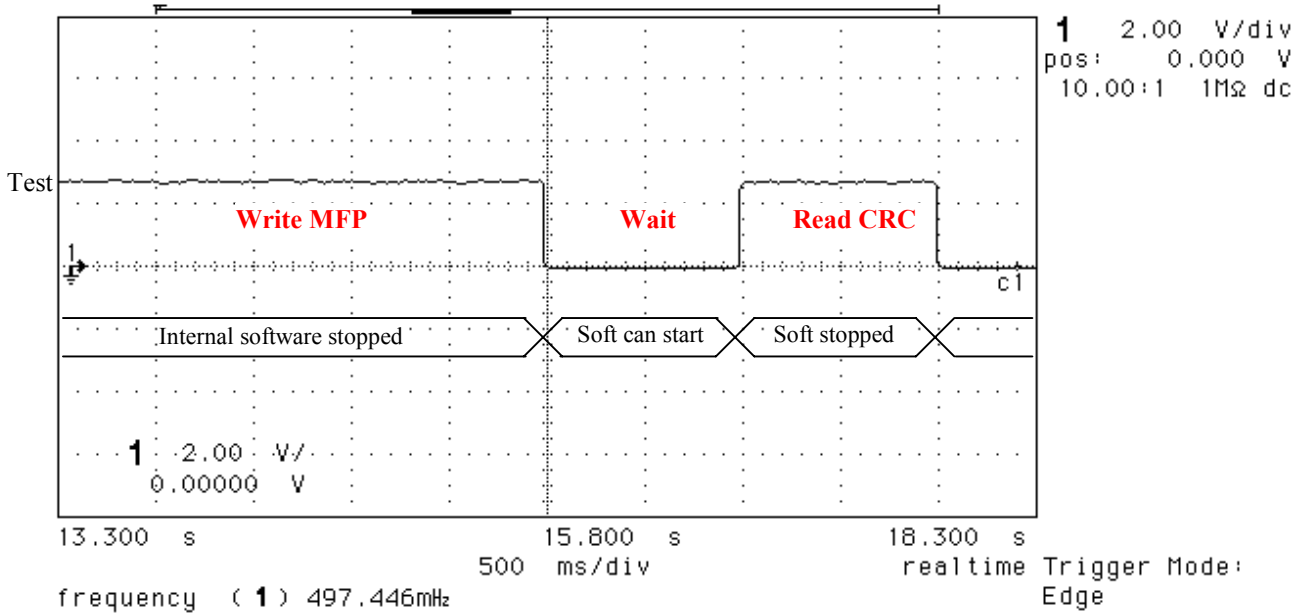 1 2.00 V/div
pos: 0.000 V
10.00:1 1MΩ dc
Test
Write MFP Wait Read CRC
1
c1
Internal software stopped Soft can start Soft stopped
1 2.00 V/
0.00000 V
13.300 s 15.800 s 18.300 s
500 ms/div realtime Trigger Mode:
frequency (1) 497.446mHz Edge